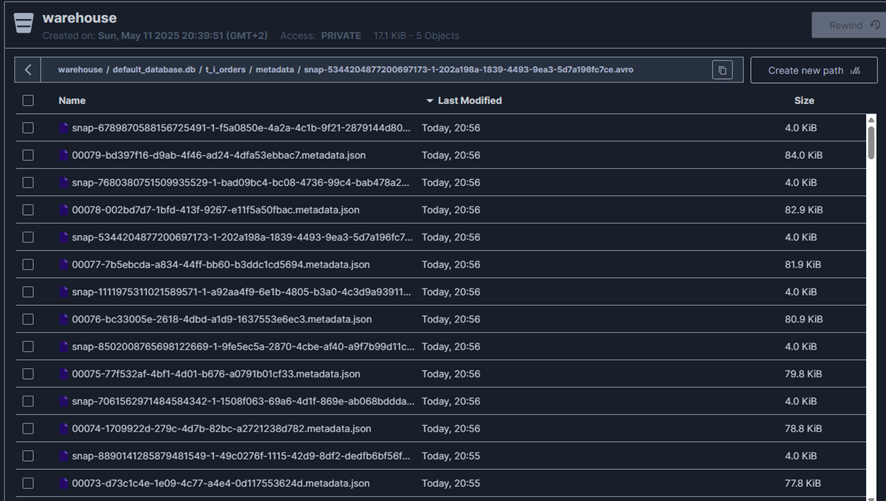 warehouse
Created on: Sun, May 11 2025 20:39:51 (GMT+2) Access: PRIVATE 17.1 KiB - 5 Objects
Rewind
warehouse / default_database.db / t_i_orders / metadata / snap-5344204877200697173-1-202a198a-1839-4493-9ea3-5d7a196fc7ce.avro
Create new path
Name Last Modified Size
snap-6789870588156725491-1-f5a0850e-4a2a-4c1b-9f21-2879144d80... Today, 20:56 4.0 KiB
00079-bd397f16-d9ab-4f46-ad24-4dfa53ebbac7.metadata.json Today, 20:56 84.0 KiB
snap-7680380751509935529-1-bad09bc4-bc08-4736-99c4-bab478a2... Today, 20:56 4.0 KiB
00078-002bd7d7-1bfd-413f-9267-e11f5a50fbac.metadata.json Today, 20:56 82.9 KiB
snap-5344204877200697173-1-202a198a-1839-4493-9ea3-5d7a196fc7... Today, 20:56 4.0 KiB
00077-7b5ebcda-a834-44ff-bb60-b3ddc1cd5694.metadata.json Today, 20:56 81.9 KiB
snap-1111975311021589571-1-a92aa4f9-6e1b-4805-b3a0-4c3d9a93911... Today, 20:56 4.0 KiB
00076-bc33005e-2618-4dbd-a1d9-1637553e6ec3.metadata.json Today, 20:56 80.9 KiB
snap-8502008765698122669-1-9fe5ec5a-2870-4cbe-af40-a9f7b99d11c... Today, 20:56 4.0 KiB
00075-77f532af-4bf1-4d01-b676-a0791b01cf33.metadata.json Today, 20:56 79.8 KiB
snap-7061562971484584342-1-1508f063-69a6-4d1f-869e-ab068bddda... Today, 20:56 4.0 KiB
00074-1709922d-279c-4d7b-82bc-a2721238d782.metadata.json Today, 20:56 78.8 KiB
snap-8890141285879481549-1-49c0276f-1115-42d9-8df2-dedfb6bf56f... Today, 20:55 4.0 KiB
00073-d73c1c4e-1e09-4c77-a4e4-0d117553624d.metadata.json Today, 20:55 77.8 KiB